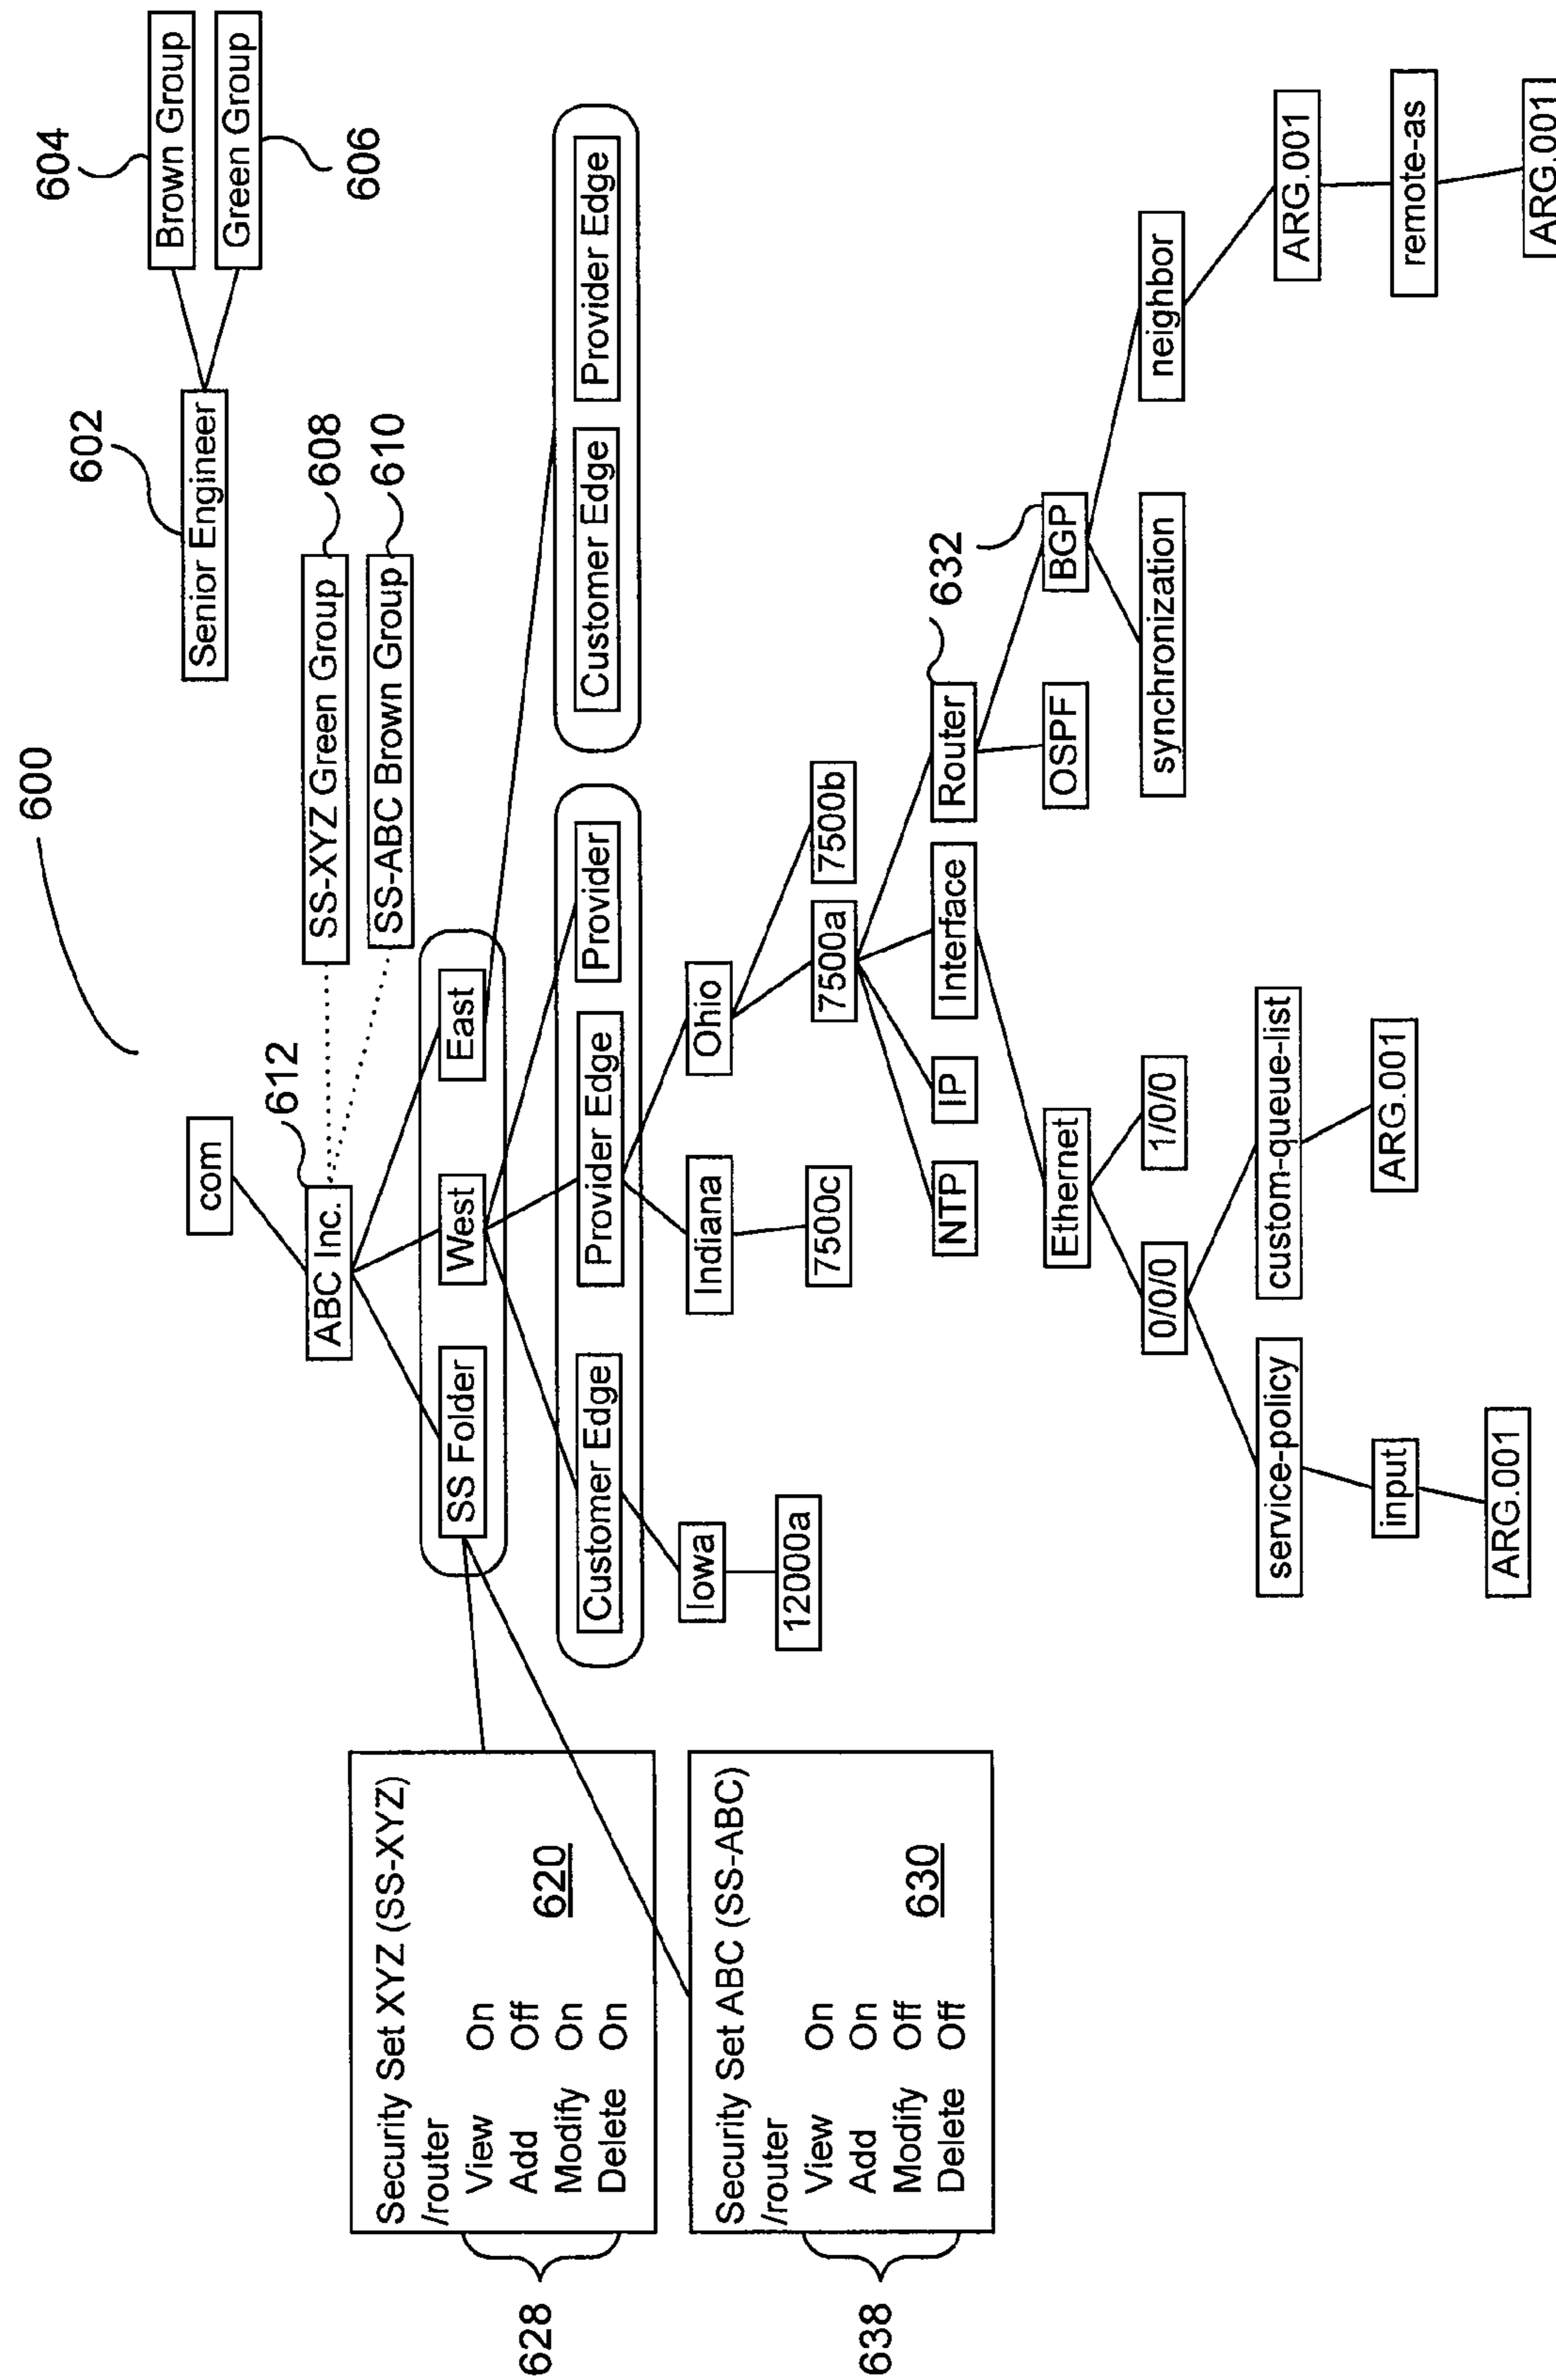 600
602
Senior Engineer
604
Brown Group
Green Group
606
com
612
ABC Inc.
SS-XYZ Green Group
608
SS-ABC Brown Group
610
SS Folder
West
East
Security Set XYZ (SS-XYZ)
/router
View On
Add Off
Modify On
Delete On
620
628
Security Set ABC (SS-ABC)
/router
View On
Add On
Modify Off
Delete Off
630
638
Customer Edge
Provider Edge
Provider
Customer Edge
Provider Edge
Iowa
Indiana
Ohio
12000a
7500c
7500a
7500b
NTP
IP
Interface
Router
632
Ethernet
OSPF
BGP
0/0/0
1/0/0
synchronization
neighbor
service-policy
custom-queue-list
ARG.001
input
ARG.001
remote-as
ARG.001
ARG.001